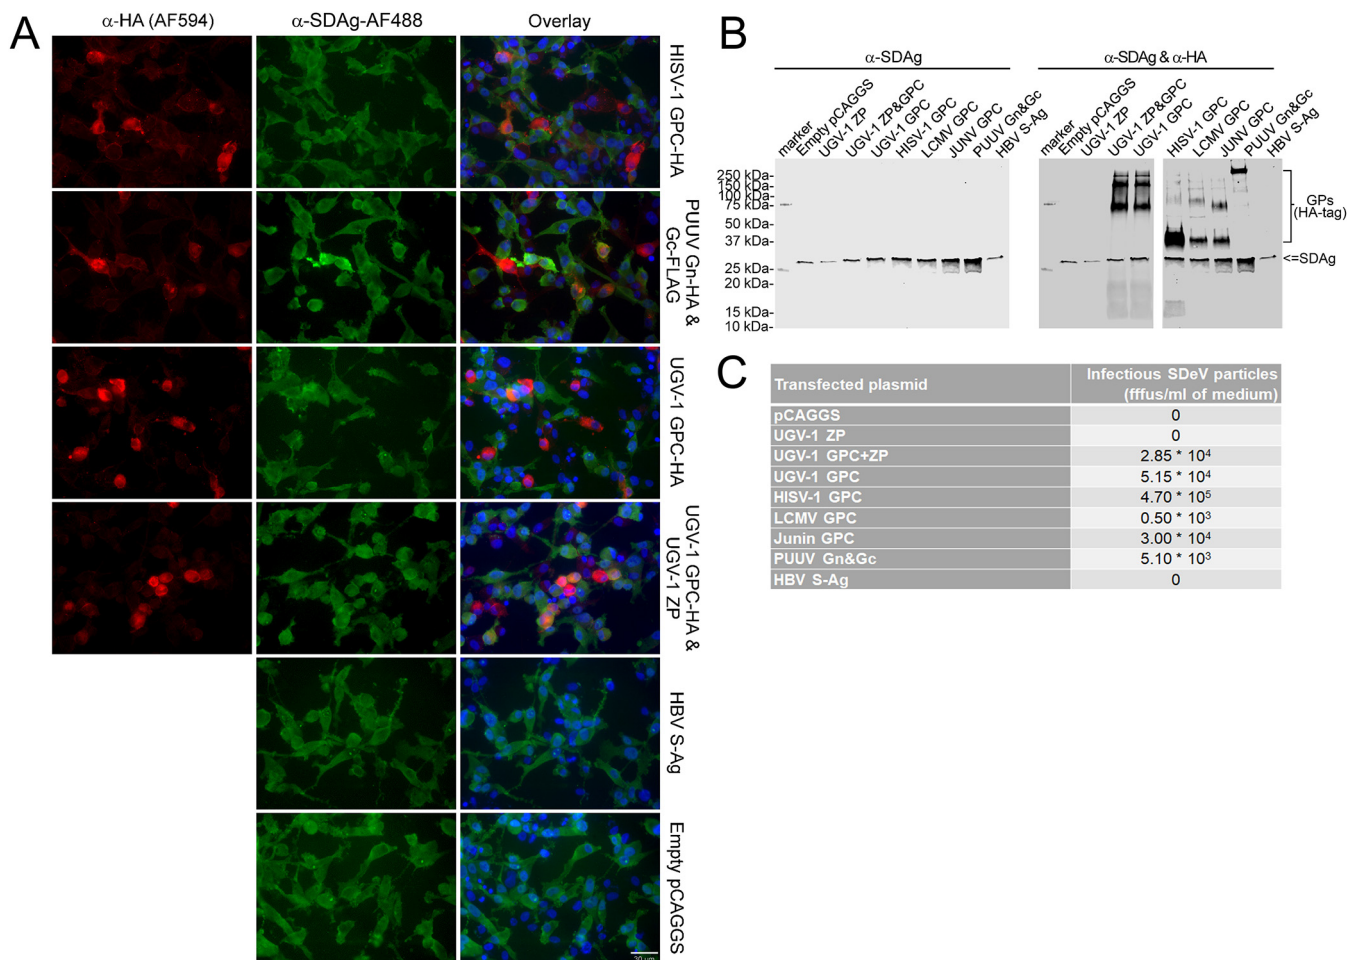 A
α-HA (AF594)
α-SDAg-AF488
Overlay
HISV-1 GPC-HA
PUUV Gn-HA &
Gc-FLAG
UGV-1 GPC-HA
UGV-1 GPC-HA &
UGV-1 ZP
HBV S-Ag
Empty pCAGGS
30 µm
B
α-SDAg
marker
Empty pCAGGS
UGV-1 ZP
UGV-1 ZP&GPC
UGV-1 GPC
HISV-1 GPC
LCMV GPC
JUNV GPC
PUUV Gn&Gc
HBV S-Ag
α-SDAg & α-HA
marker
Empty pCAGGS
UGV-1 ZP
UGV-1 ZP&GPC
UGV-1 GPC
HISV-1 GPC
LCMV GPC
JUNV GPC
PUUV Gn&Gc
HBV S-Ag
250 kDa-
150 kDa-
100 kDa-
75 kDa-
50 kDa-
37 kDa-
25 kDa-
20 kDa-
15 kDa-
10 kDa-
GPs
(HA-tag)
<=SDAg
C
Transfected plasmid
Infectious SDeV particles
(fffus/ml of medium)
pCAGGS 0
UGV-1 ZP 0
UGV-1 GPC+ZP 2.85 * 10⁴
UGV-1 GPC 5.15 * 10⁴
HISV-1 GPC 4.70 * 10⁵
LCMV GPC 0.50 * 10³
Junin GPC 3.00 * 10⁴
PUUV Gn&Gc 5.10 * 10³
HBV S-Ag 0